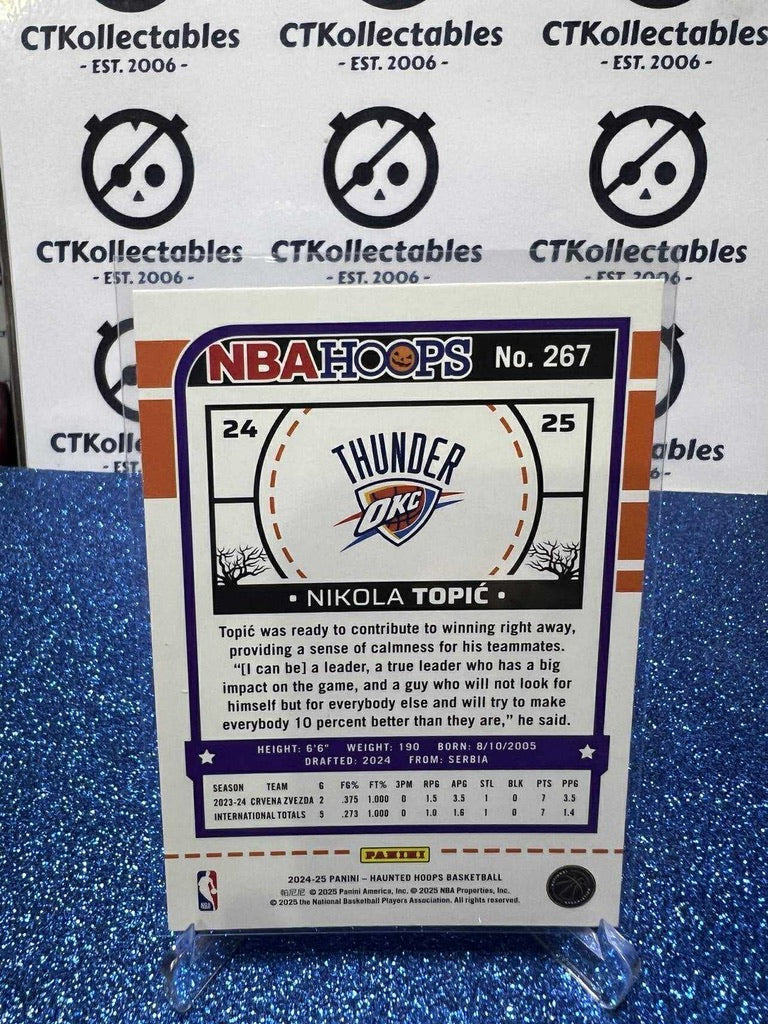 CTKollectables CTKollectables CTKollectables
- EST. 2006 - - EST. 2006 - - EST. 2006 -
CTKollectables CTKollectables CTKollectables
- EST. 2006 - - EST. 2006 - - EST. 2006 -
NBA HOOPS No. 267
24 25
THUNDER
OKC
• NIKOLA TOPIĆ •
Topić was ready to contribute to winning right away,
providing a sense of calmness for his teammates.
“[I can be] a leader, a true leader who has a big
impact on the game, and a guy who will not look for
himself but for everybody else and will try to make
everybody 10 percent better than they are,” he said.
HEIGHT: 6'6" WEIGHT: 190 BORN: 8/10/2005
DRAFTED: 2024 FROM: SERBIA
SEASON TEAM G FG% FT% 3PM RPG APG STL BLK PTS PPG
2023-24 CRVENA ZVEZDA 2 .375 1.000 0 1.5 3.5 1 0 7 3.5
INTERNATIONAL TOTALS 5 .273 1.000 0 1.0 1.6 1 0 7 1.4
PANINI
2024-25 PANINI – HAUNTED HOOPS BASKETBALL
帕尼尼 © 2025 Panini America, Inc. © 2025 NBA Properties, Inc.
© 2025 the National Basketball Players Association. All rights reserved.